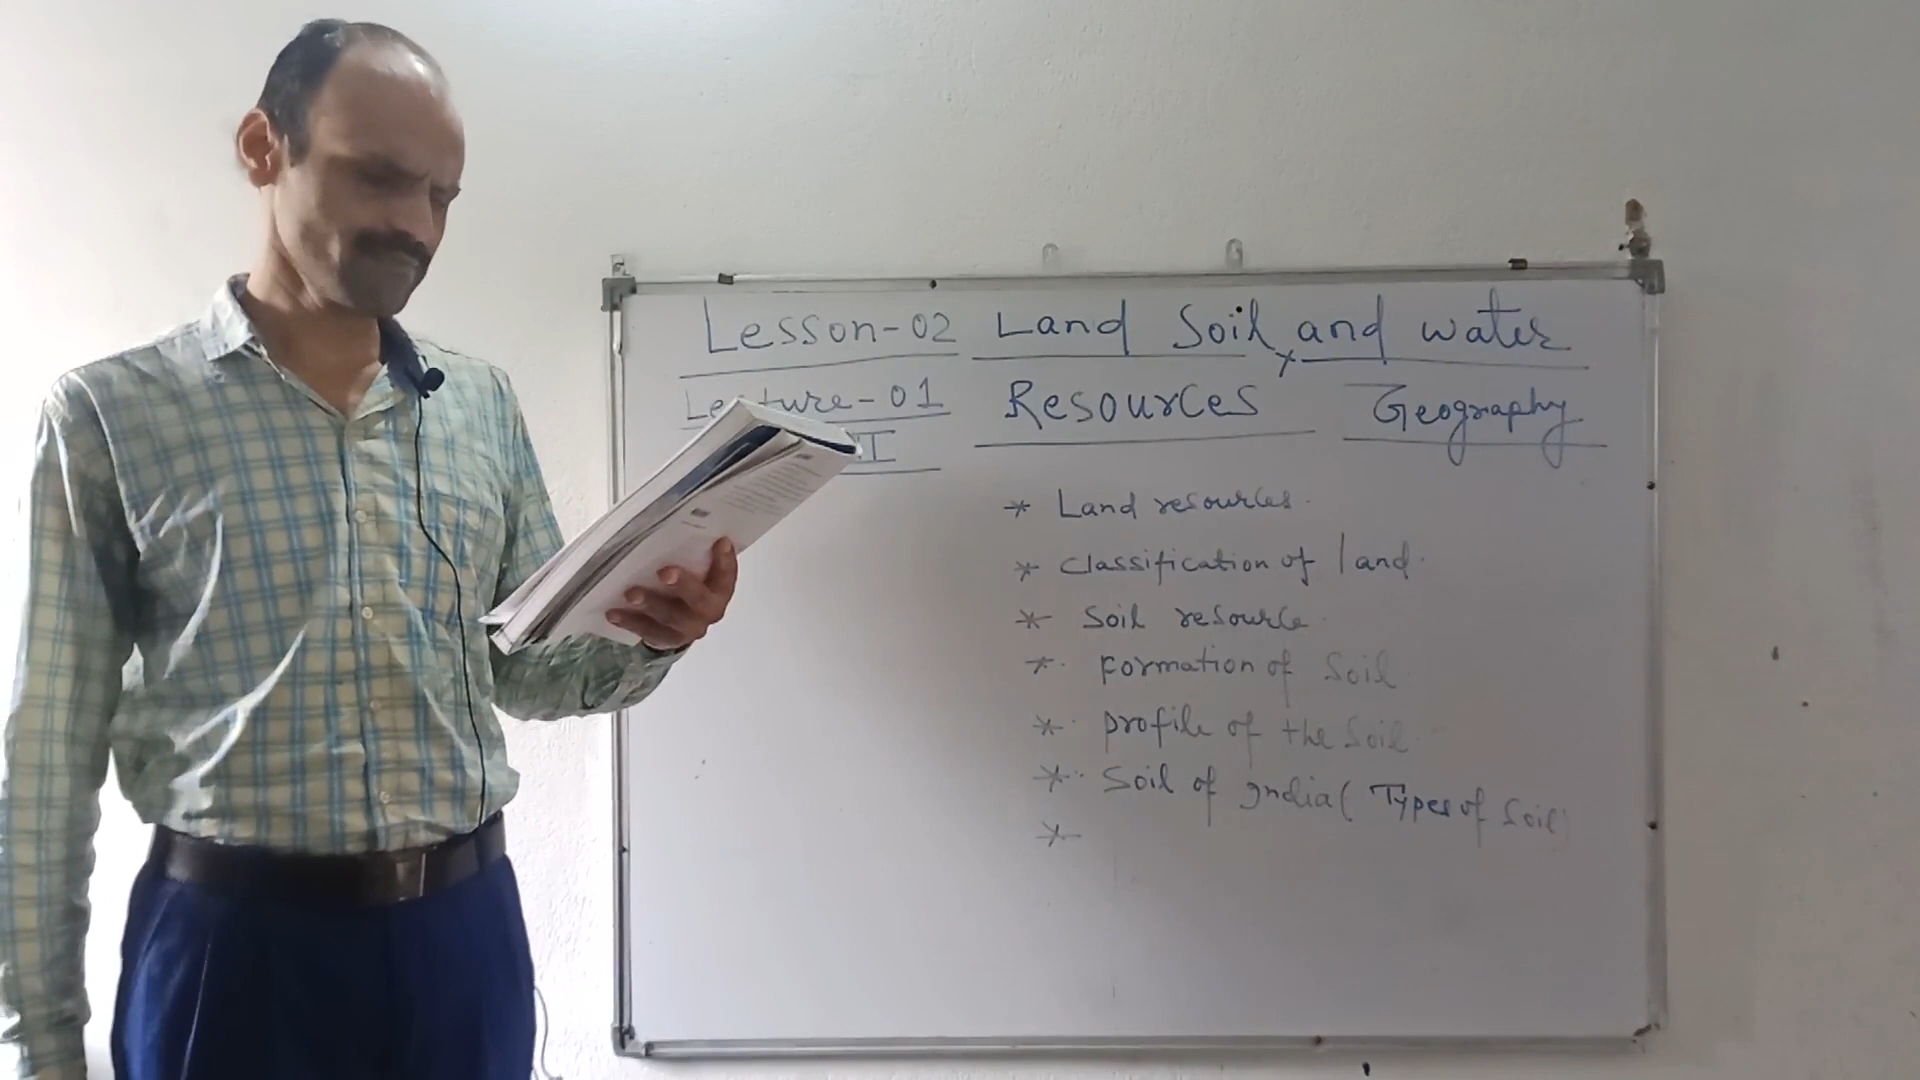 Lesson-02 Land Soil, and water
Lecture-01 Resources Geography
* Land resources.
* Classification of land.
* Soil resource.
*. Formation of Soil
*. Profile of the Soil.
*. Soil of India ( Types of Soil)
*